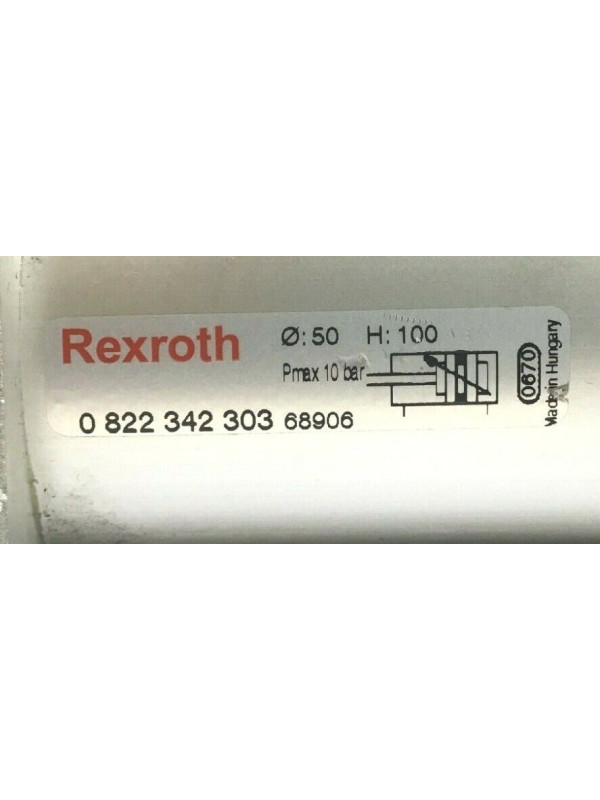 Rexroth
Ø: 50 H: 100
Pmax 10 bar
0 822 342 303 68906
0670
Made in Hungary